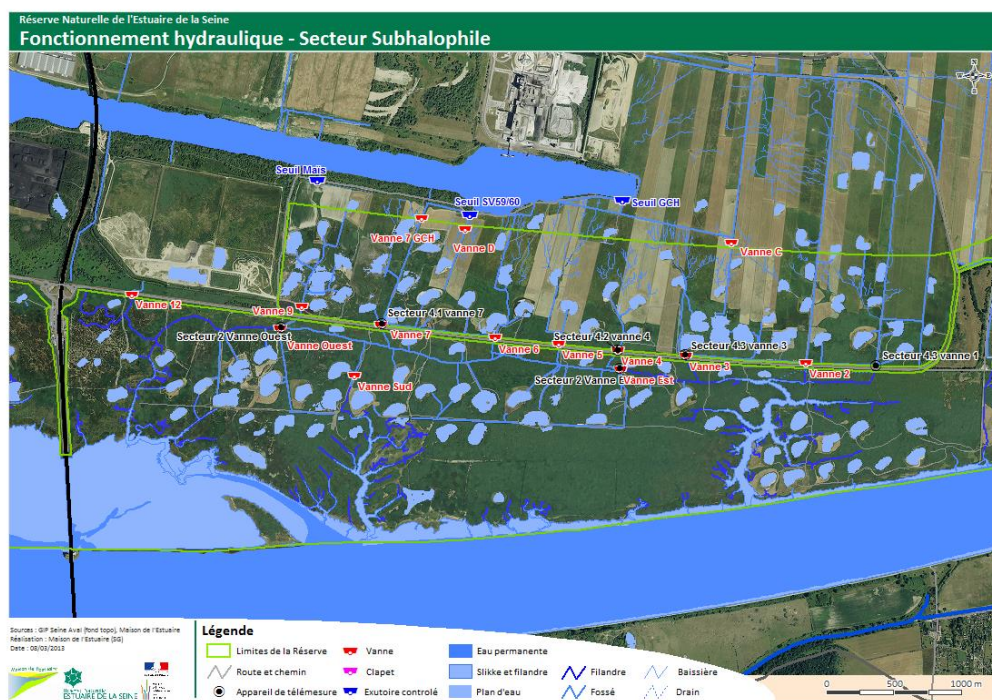 Réserve Naturelle de l'Estuaire de la Seine
Fonctionnement hydraulique - Secteur Subhalophile
Seuil Maïs
Seuil SV59/60
Seuil GCH
Vanne 7 GCH
Vanne D
Vanne C
Vanne 12
Vanne 9
Secteur 4.1 vanne 7
Secteur 2 Vanne Ouest
Vanne Ouest
Vanne 7
Vanne 6
Secteur 4.2 vanne 4
Vanne 5
Vanne 4
Secteur 4.3 vanne 3
Vanne 3
Secteur 4.3 vanne 1
Vanne 2
Vanne Sud
Secteur 2 Vanne
Vanne Est
Sources : GIP Seine Aval (fond topo), Maison de l'Estuaire
Réalisation : Maison de l'Estuaire (SG)
Date : 08/03/2013
Légende
Limites de la Réserve
Vanne
Eau permanente
Route et chemin
Clapet
Slikke et filandre
Filandre
Baissière
Appareil de télémesure
Exutoire contrôlé
Plan d'eau
Fossé
Drain
0 500 1000 m
ESTUAIRE DE LA SEINE